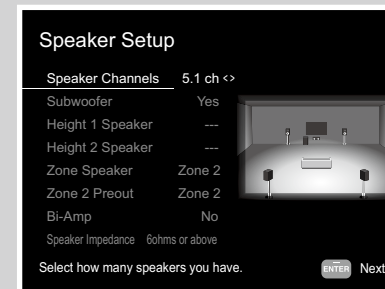 Speaker Setup
Speaker Channels 5.1 ch <>
Subwoofer Yes
Height 1 Speaker ---
Height 2 Speaker ---
Zone Speaker Zone 2
Zone 2 Preout Zone 2
Bi-Amp No
Speaker Impedance 6ohms or above
Select how many speakers you have.
ENTER Next